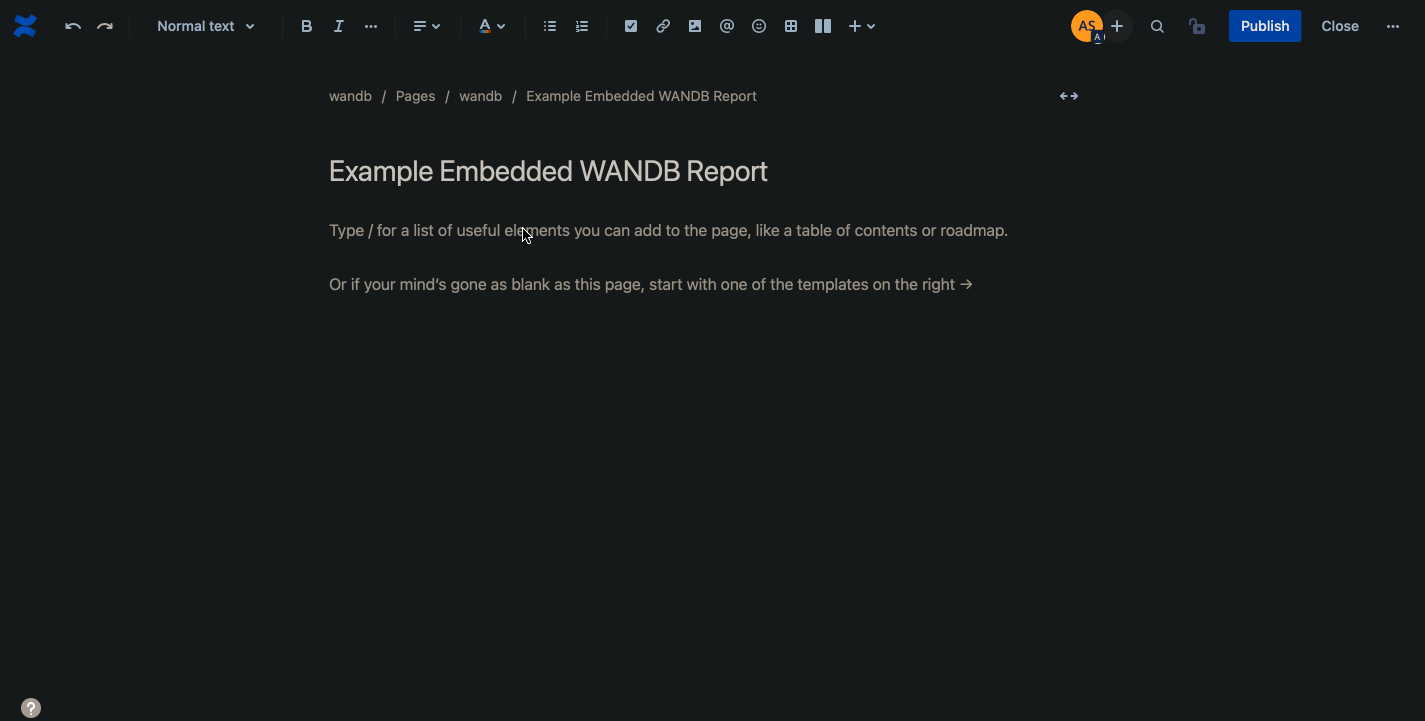 Normal text B I A @ AS A + Publish Close
wandb / Pages / wandb / Example Embedded WANDB Report
Example Embedded WANDB Report
Type / for a list of useful elements you can add to the page, like a table of contents or roadmap.
Or if your mind’s gone as blank as this page, start with one of the templates on the right →
?